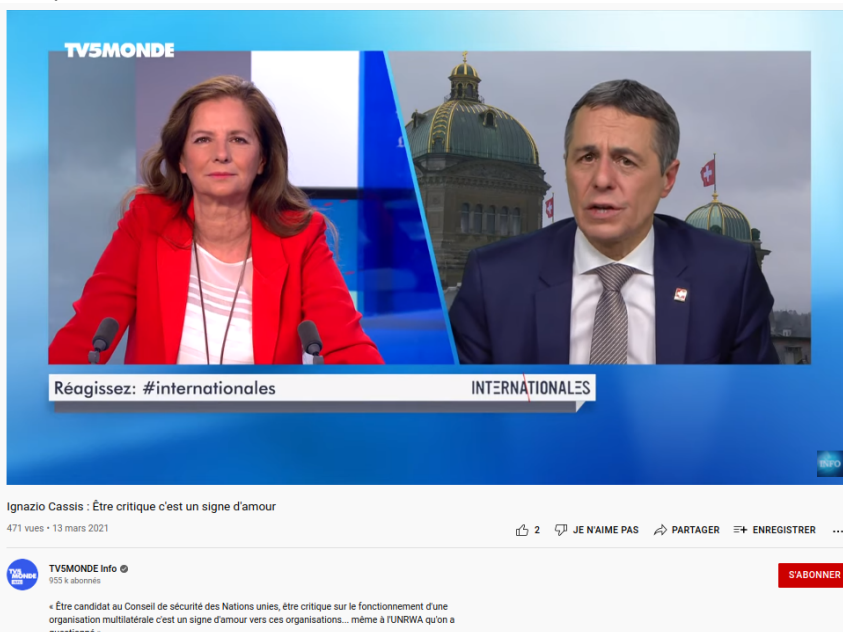 TV5MONDE
Réagissez: #internationales
INTERNATIONALES
INFO
Ignazio Cassis : Être critique c'est un signe d'amour
471 vues • 13 mars 2021
2 JE N'AIME PAS PARTAGER ENREGISTRER ...
TV5MONDE Info
955 k abonnés
S'ABONNER
« Être candidat au Conseil de sécurité des Nations unies, être critique sur le fonctionnement d'une
organisation multilatérale c'est un signe d'amour vers ces organisations... même à l'UNRWA qu'on a